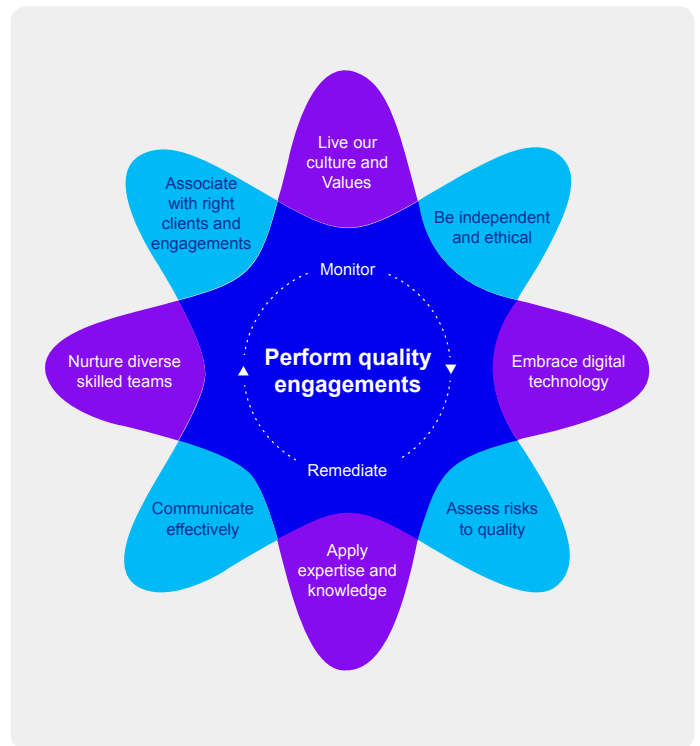 Live our
culture and
Values
Be independent
and ethical
Embrace digital
technology
Assess risks
to quality
Apply
expertise and
knowledge
Communicate
effectively
Nurture diverse
skilled teams
Associate
with right
clients and
engagements
Monitor
Perform quality
engagements
Remediate